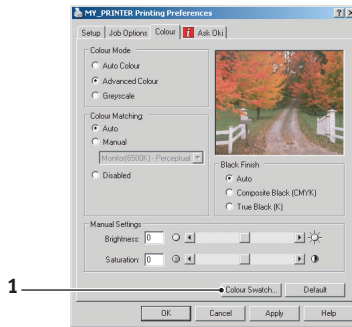 MY_PRINTER Printing Preferences
Setup Job Options Colour Ask Oki
Colour Mode
Auto Colour
Advanced Colour
Greyscale
Colour Matching:
Auto
Manual
Monitor(6500K) - Perceptual
Disabled
Black Finish
Auto
Composite Black (CMYK)
True Black (K)
Manual Settings
Brightness: 0
Saturation: 0
1
Colour Swatch... Default
OK Cancel Apply Help